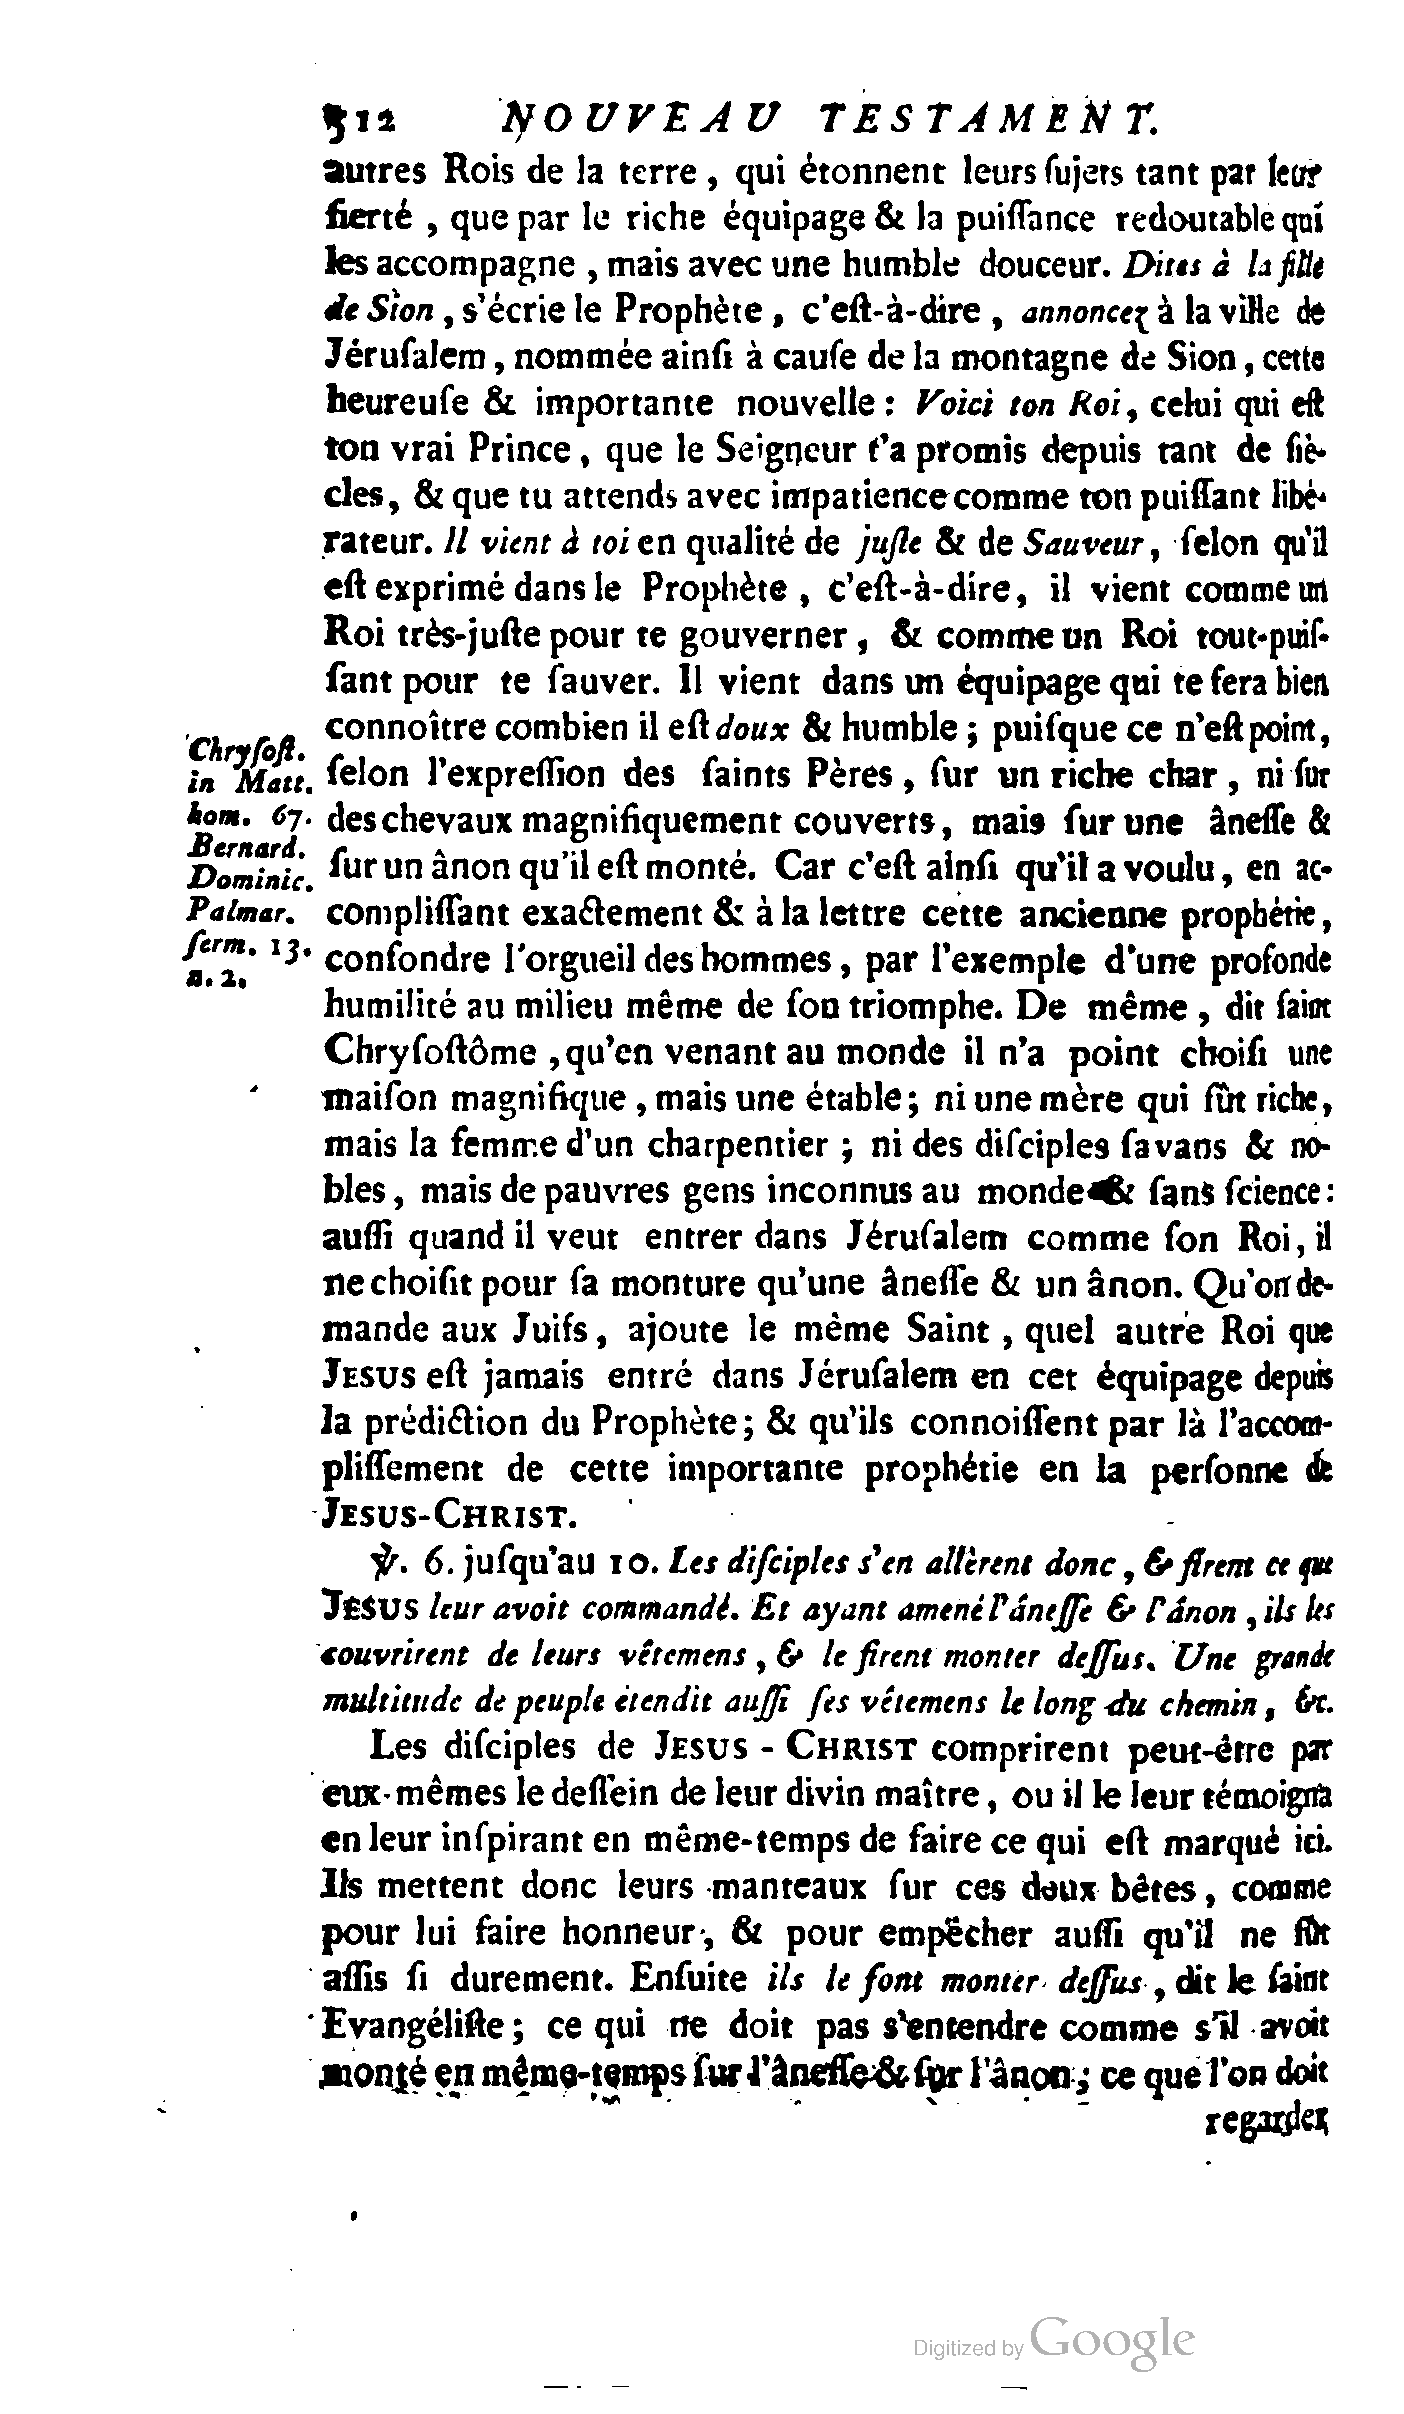 512 NOUVEAU TESTAMENT.
autres Rois de la terre, qui étonnent leurs ſujets tant par leur
fierté, que par le riche équipage & la puiſſance redoutable qui
les accompagne, mais avec une humble douceur. Dites à la fille
de Sion, s'écrie le Prophète, c'eſt-à-dire, annoncez à la ville de
Jéruſalem, nommée ainſi à cauſe de la montagne de Sion, cette
heureuſe & importante nouvelle: Voici ton Roi, celui qui eſt
ton vrai Prince, que le Seigneur t'a promis depuis tant de ſiè-
cles, & que tu attends avec impatience comme ton puiſſant libé-
rateur. Il vient à toi en qualité de juſte & de Sauveur, ſelon qu'il
eſt exprimé dans le Prophète, c'eſt-à-dire, il vient comme un
Roi très-juſte pour te gouverner, & comme un Roi tout-puiſ-
ſant pour te ſauver. Il vient dans un équipage qui te fera bien
connoître combien il eſt doux & humble; puiſque ce n'eſt point,
ſelon l'expreſſion des ſaints Pères, ſur un riche char, ni ſur
des chevaux magnifiquement couverts, mais ſur une âneſſe &
ſur un ânon qu'il eſt monté. Car c'eſt ainſi qu'il a voulu, en ac-
compliſſant exactement & à la lettre cette ancienne prophétie,
confondre l'orgueil des hommes, par l'exemple d'une profonde
humilité au milieu même de ſon triomphe. De même, dit ſaint
Chryſoſtôme, qu'en venant au monde il n'a point choiſi une
maiſon magnifique, mais une étable; ni une mère qui fût riche,
mais la femme d'un charpentier; ni des diſciples ſavans & no-
bles, mais de pauvres gens inconnus au monde & ſans ſcience:
auſſi quand il veut entrer dans Jéruſalem comme ſon Roi, il
ne choiſit pour ſa monture qu'une âneſſe & un ânon. Qu'on de-
mande aux Juifs, ajoute le même Saint, quel autre Roi que
JESUS eſt jamais entré dans Jéruſalem en cet équipage depuis
la prédiction du Prophète; & qu'ils connoiſſent par là l'accom-
pliſſement de cette importante prophétie en la perſonne de
JESUS-CHRIST.
Chryſoſt.
in Matt.
hom. 67.
Bernard.
Dominic.
Palmar.
ſerm. 13.
n. 2.
℣. 6. juſqu'au 10. Les diſciples s'en allèrent donc, & firent ce que
JESUS leur avoit commandé. Et ayant amené l'âneſſe & l'ânon, ils les
couvrirent de leurs vêtemens, & le firent monter deſſus. Une grande
multitude de peuple étendit auſſi ſes vêtemens le long du chemin, &c.
Les diſciples de JESUS-CHRIST comprirent peut-être par
eux-mêmes le deſſein de leur divin maître, ou il le leur témoigna
en leur inſpirant en même-temps de faire ce qui eſt marqué ici.
Ils mettent donc leurs manteaux ſur ces deux bêtes, comme
pour lui faire honneur, & pour empêcher auſſi qu'il ne fût
aſſis ſi durement. Enſuite ils le font monter deſſus, dit le ſaint
Evangéliſte; ce qui ne doit pas s'entendre comme s'il avoit
monté en même-temps ſur l'âneſſe & ſur l'ânon; ce que l'on doit
regarder
Digitized by Google